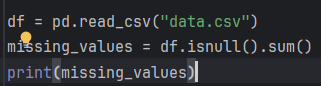 df = pd.read_csv("data.csv")
missing_values = df.isnull().sum()
print(missing_values)